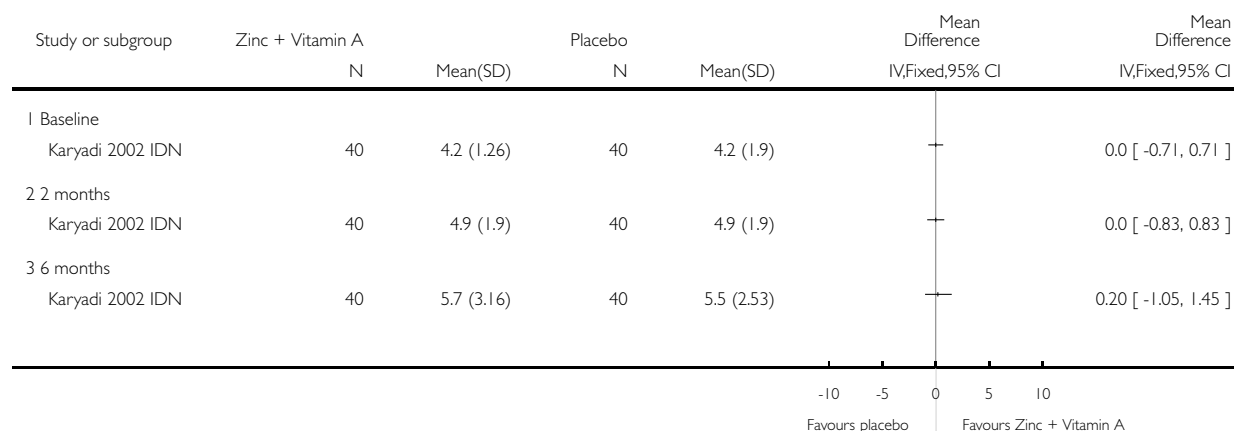 Study or subgroup Zinc + Vitamin A Placebo Mean Difference Mean Difference
N Mean(SD) N Mean(SD) IV,Fixed,95% CI IV,Fixed,95% CI
1 Baseline
Karyadi 2002 IDN 40 4.2 (1.26) 40 4.2 (1.9) 0.0 [ -0.71, 0.71 ]
2 2 months
Karyadi 2002 IDN 40 4.9 (1.9) 40 4.9 (1.9) 0.0 [ -0.83, 0.83 ]
3 6 months
Karyadi 2002 IDN 40 5.7 (3.16) 40 5.5 (2.53) 0.20 [ -1.05, 1.45 ]
-10 -5 0 5 10
Favours placebo Favours Zinc + Vitamin A